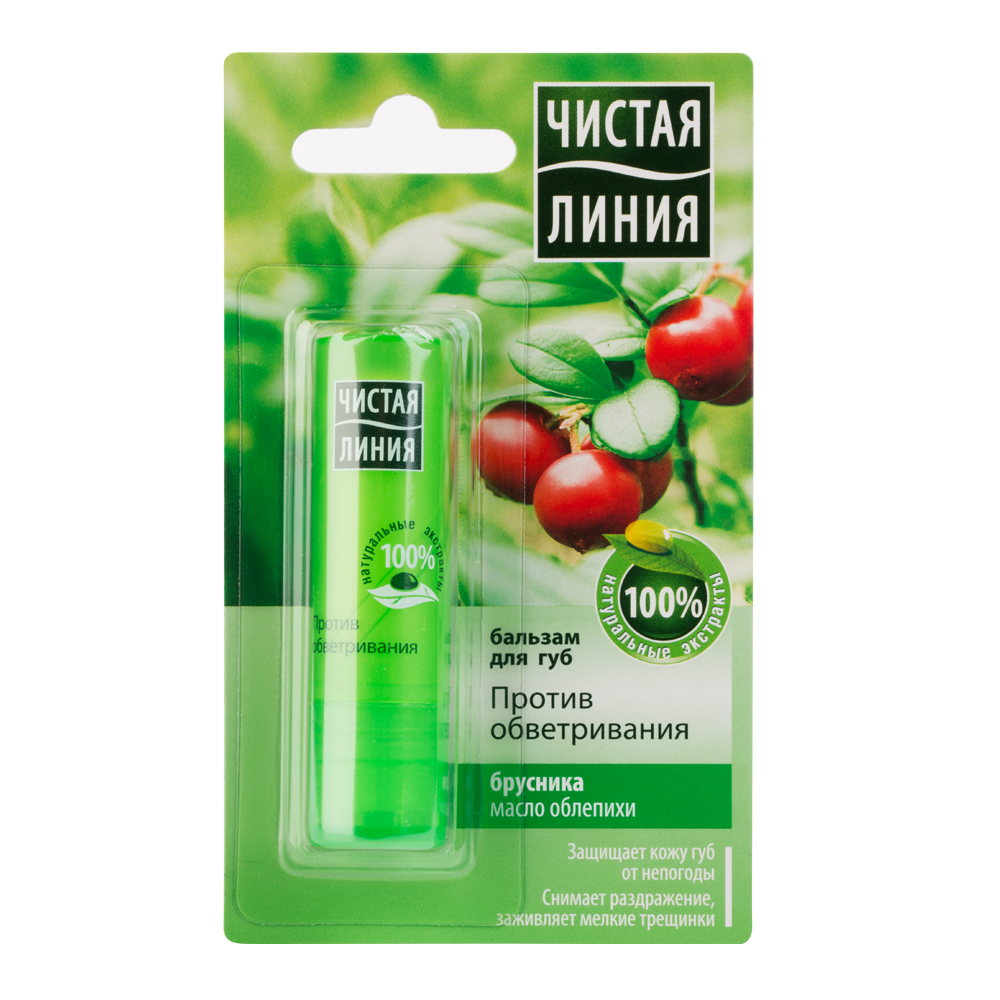 ЧИСТАЯ
ЛИНИЯ
ЧИСТАЯ
ЛИНИЯ
натуральные экстракты
100%
Против
обветривания
100%
натуральные экстракты
бальзам
для губ
Против
обветривания
брусника
масло облепихи
Защищает кожу губ
от непогоды
Снимает раздражение,
заживляет мелкие трещинки